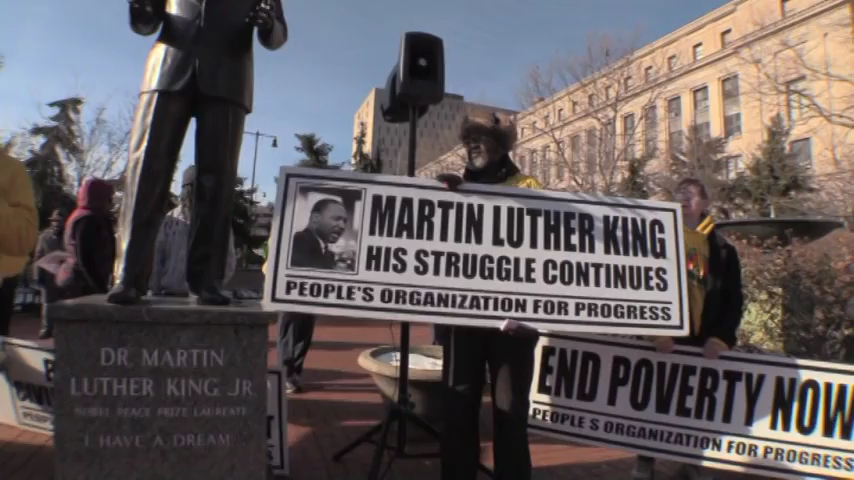 MARTIN LUTHER KING
HIS STRUGGLE CONTINUES
PEOPLE'S ORGANIZATION FOR PROGRESS
END POVERTY NOW
PEOPLE'S ORGANIZATION FOR PROGRESS
DR. MARTIN
LUTHER KING JR.
NOBEL PEACE PRIZE LAUREATE
I HAVE A DREAM